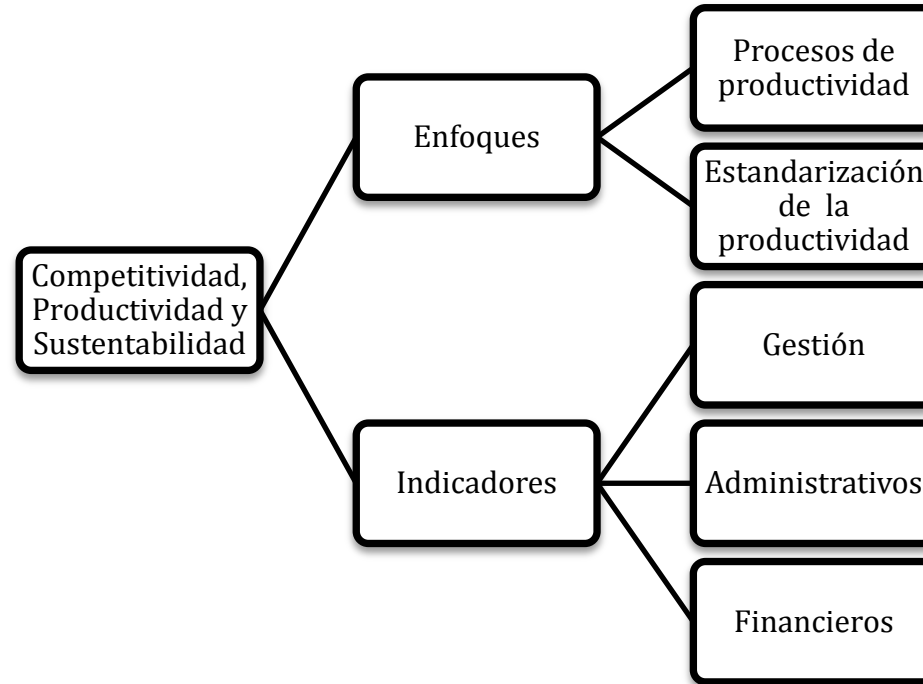 Procesos de
productividad
Enfoques
Estandarización
de la
productividad
Competitividad,
Productividad y
Sustentabilidad
Gestión
Indicadores
Administrativos
Financieros